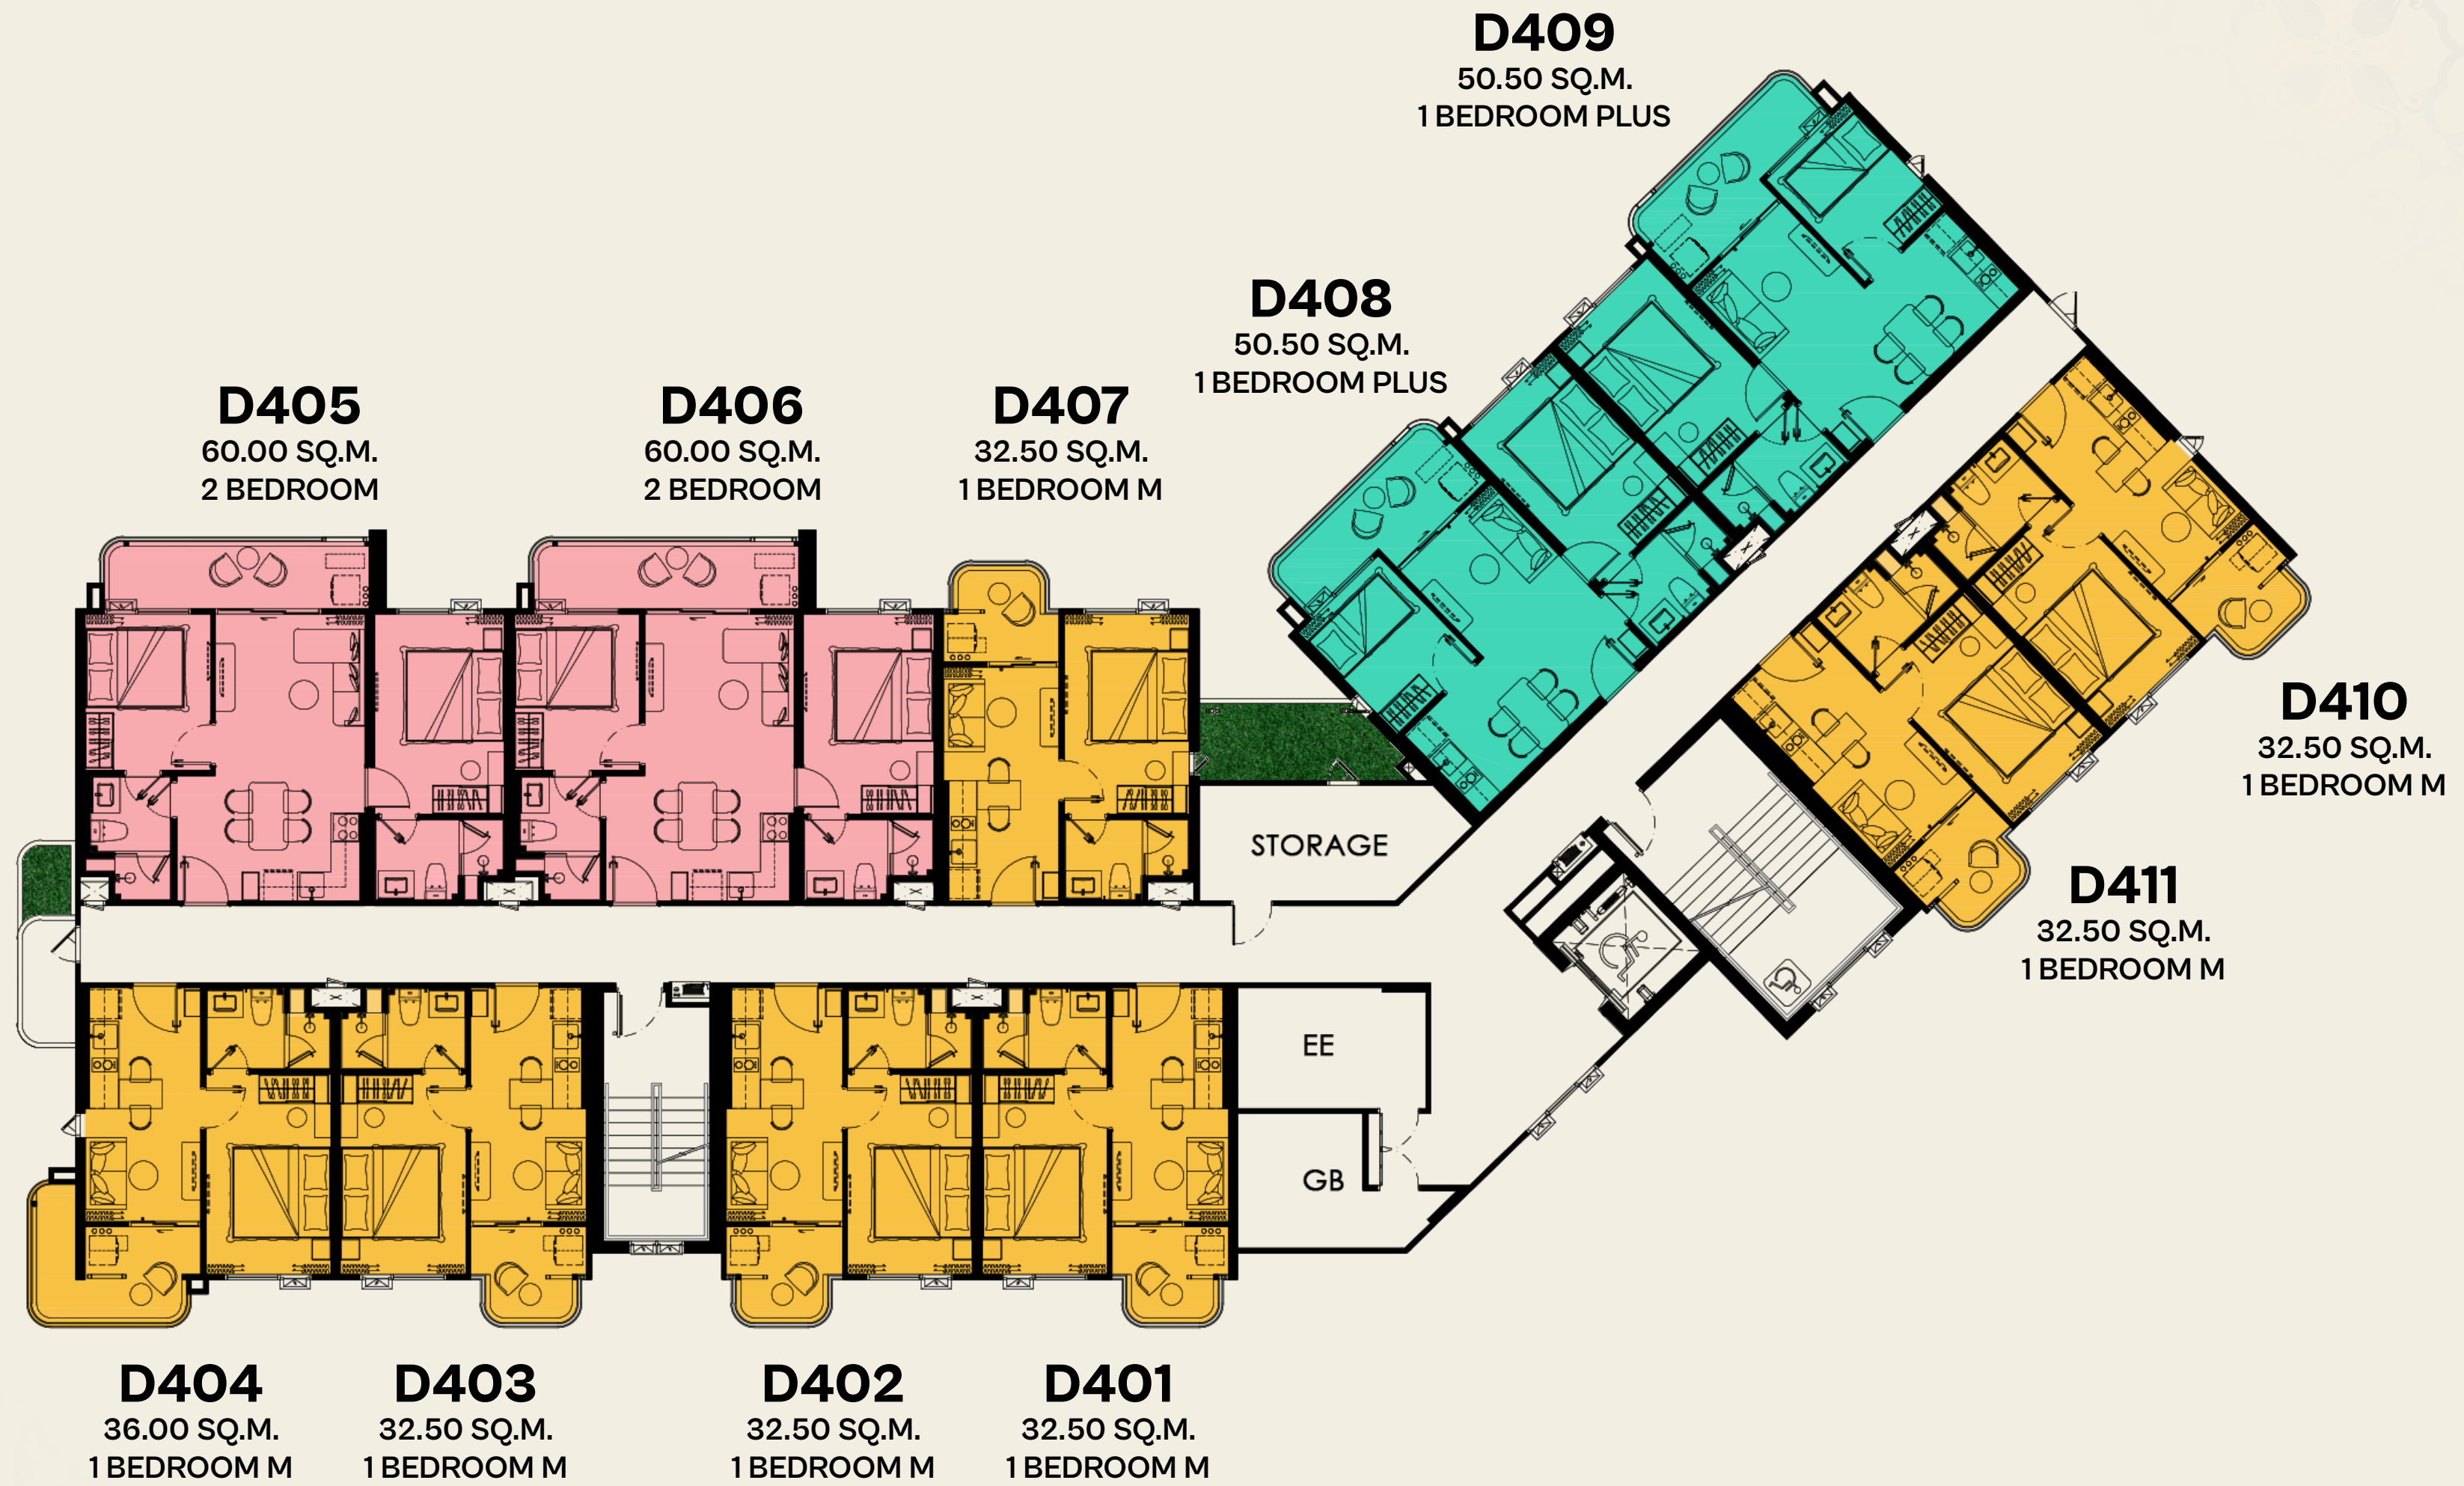 D409
50.50 SQ.M.
1 BEDROOM PLUS
D408
50.50 SQ.M.
1 BEDROOM PLUS
D405
60.00 SQ.M.
2 BEDROOM
D406
60.00 SQ.M.
2 BEDROOM
D407
32.50 SQ.M.
1 BEDROOM M
D410
32.50 SQ.M.
1 BEDROOM M
STORAGE
D411
32.50 SQ.M.
1 BEDROOM M
EE
GB
D404
36.00 SQ.M.
1 BEDROOM M
D403
32.50 SQ.M.
1 BEDROOM M
D402
32.50 SQ.M.
1 BEDROOM M
D401
32.50 SQ.M.
1 BEDROOM M